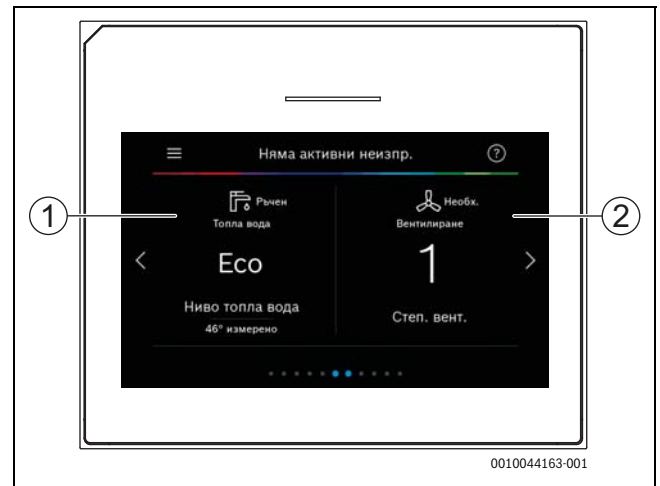 Няма активни неизпр.
?
Ръчен
Топла вода
Eco
Ниво топла вода
46° измерено
Необх.
Вентилиране
1
Степ. вент.
1
2
0010044163-001